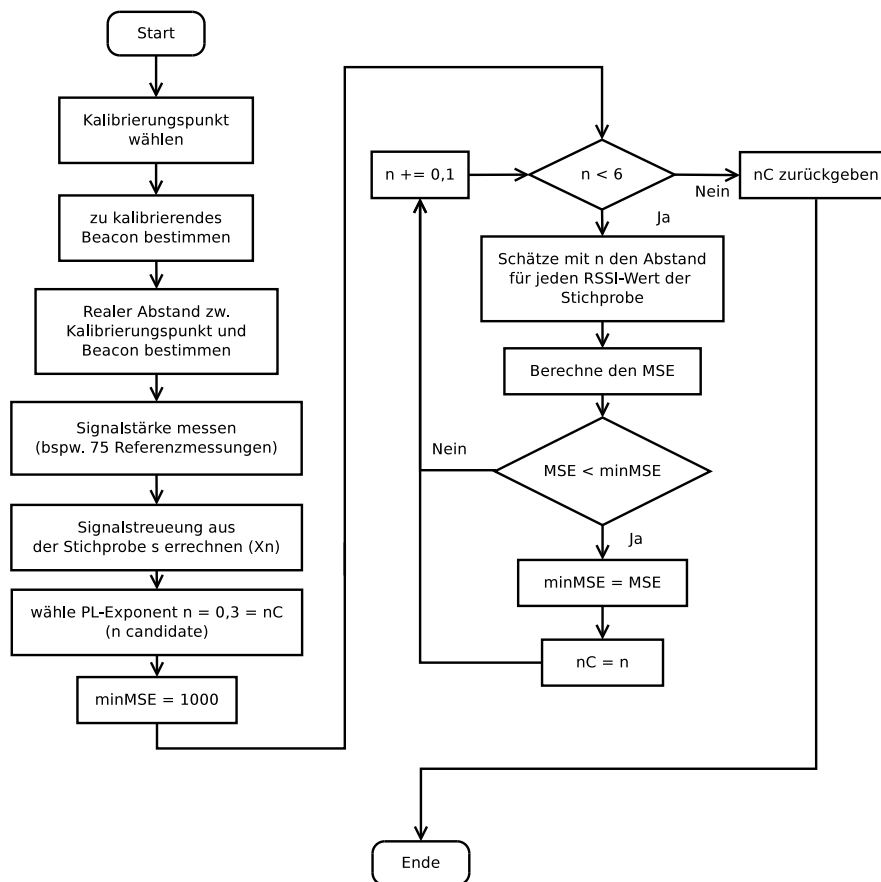 Start
Kalibrierungspunkt
wählen
zu kalibrierendes
Beacon bestimmen
Realer Abstand zw.
Kalibrierungspunkt und
Beacon bestimmen
Signalstärke messen
(bspw. 75 Referenzmessungen)
Signalstreueung aus
der Stichprobe s errechnen (Xn)
wähle PL-Exponent n = 0,3 = nC
(n candidate)
minMSE = 1000
n += 0,1
n < 6
Nein
nC zurückgeben
Ja
Schätze mit n den Abstand
für jeden RSSI-Wert der
Stichprobe
Berechne den MSE
Nein
MSE < minMSE
Ja
minMSE = MSE
nC = n
Ende